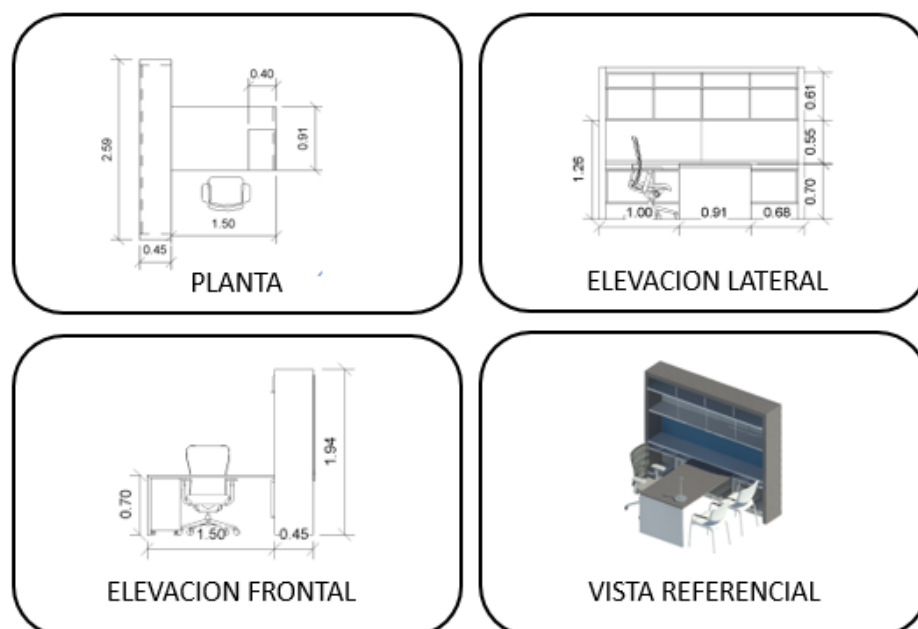 0.40
2.59
0.91
1.50
0.45
PLANTA
0.61
0.55
1.26
0.70
1.00 0.91 0.68
ELEVACION LATERAL
1.94
0.70
1.50 0.45
ELEVACION FRONTAL
VISTA REFERENCIAL